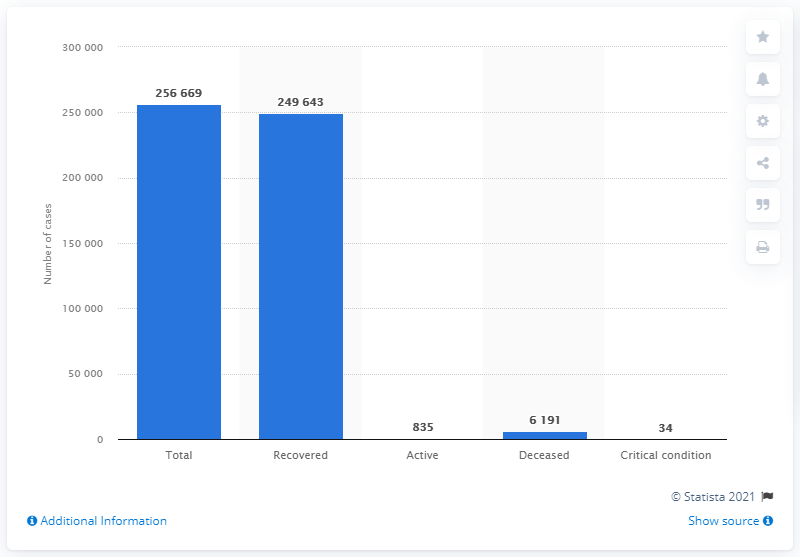 300 000
250 000
200 000
150 000
100 000
50 000
0
Number of cases
256 669
249 643
835
6 191
34
Total
Recovered
Active
Deceased
Critical condition
© Statista 2021
Additional Information
Show source